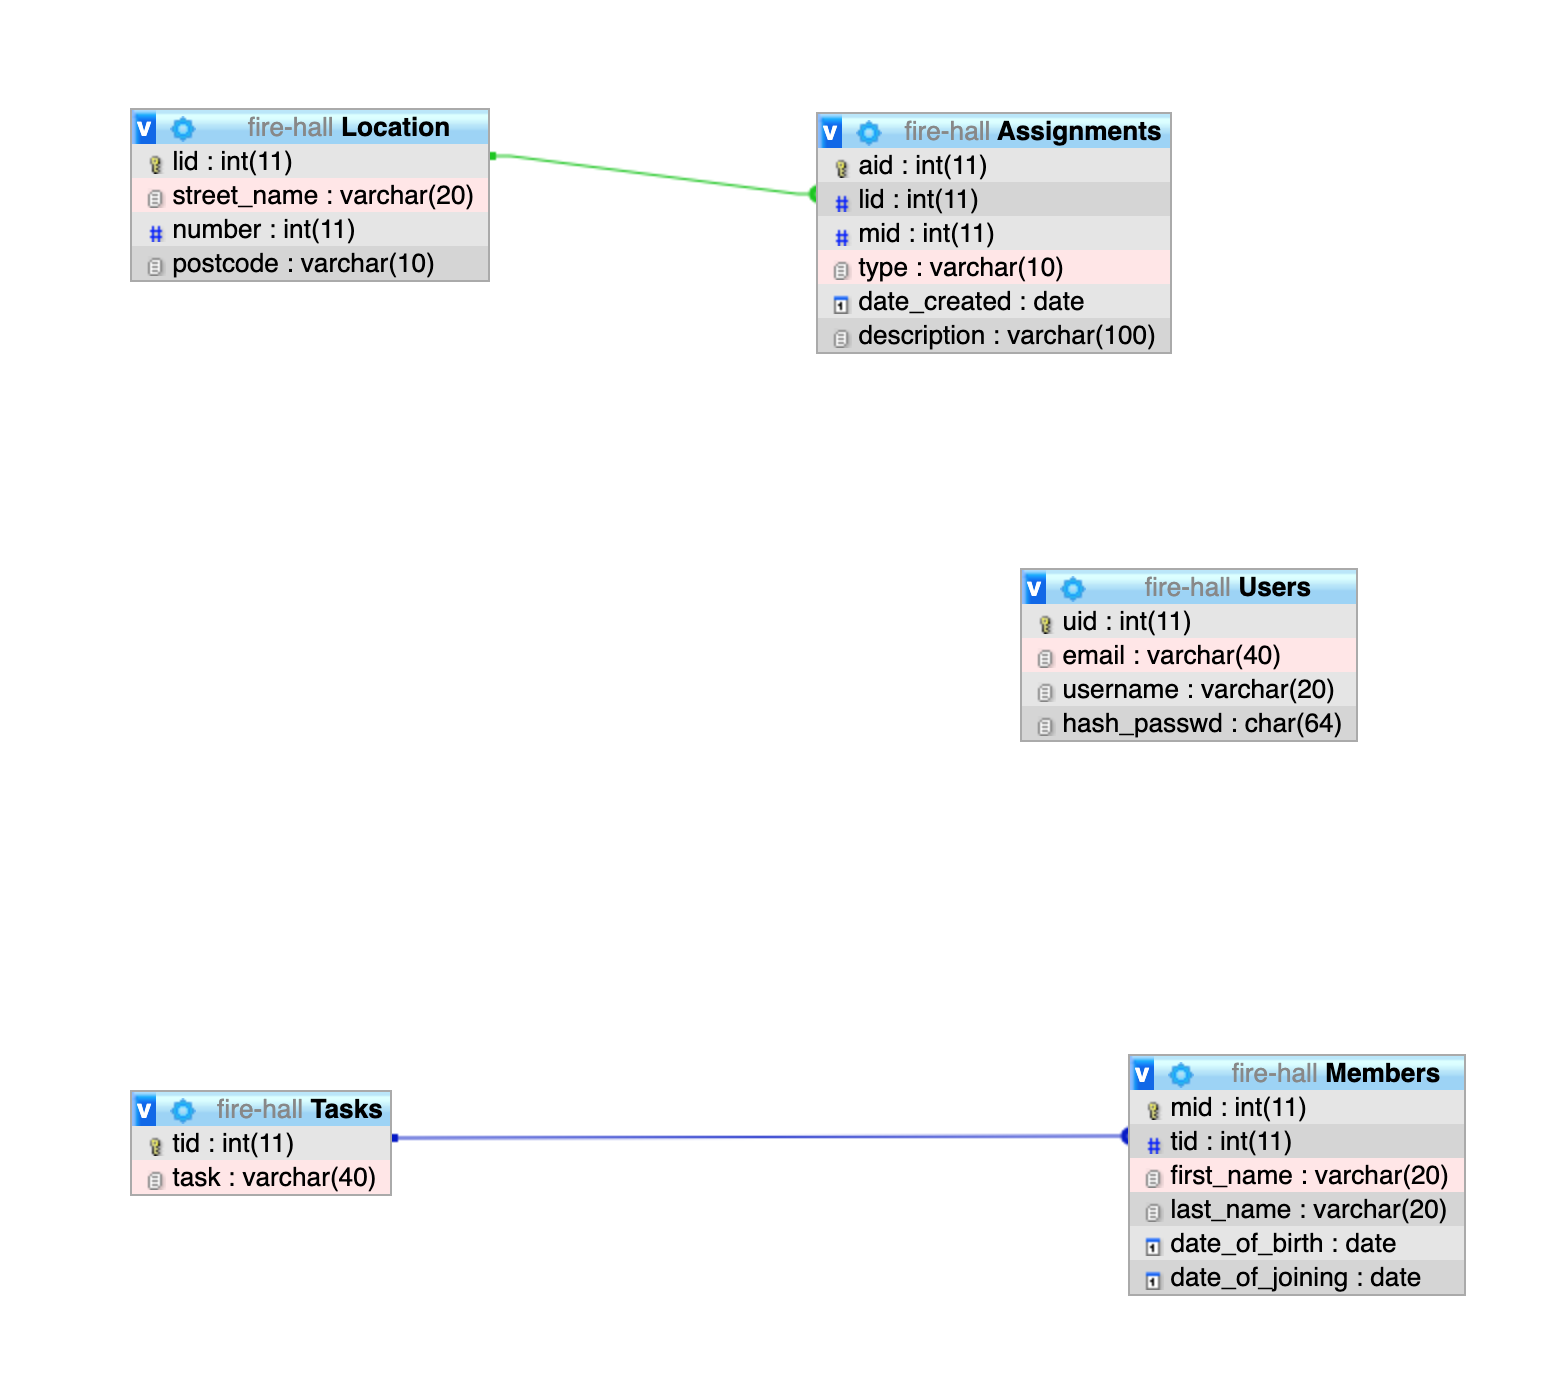 v fire-hall Location
lid : int(11)
street_name : varchar(20)
# number : int(11)
postcode : varchar(10)
v fire-hall Assignments
aid : int(11)
# lid : int(11)
# mid : int(11)
type : varchar(10)
date_created : date
description : varchar(100)
v fire-hall Users
uid : int(11)
email : varchar(40)
username : varchar(20)
hash_passwd : char(64)
v fire-hall Tasks
tid : int(11)
task : varchar(40)
v fire-hall Members
mid : int(11)
# tid : int(11)
first_name : varchar(20)
last_name : varchar(20)
date_of_birth : date
date_of_joining : date